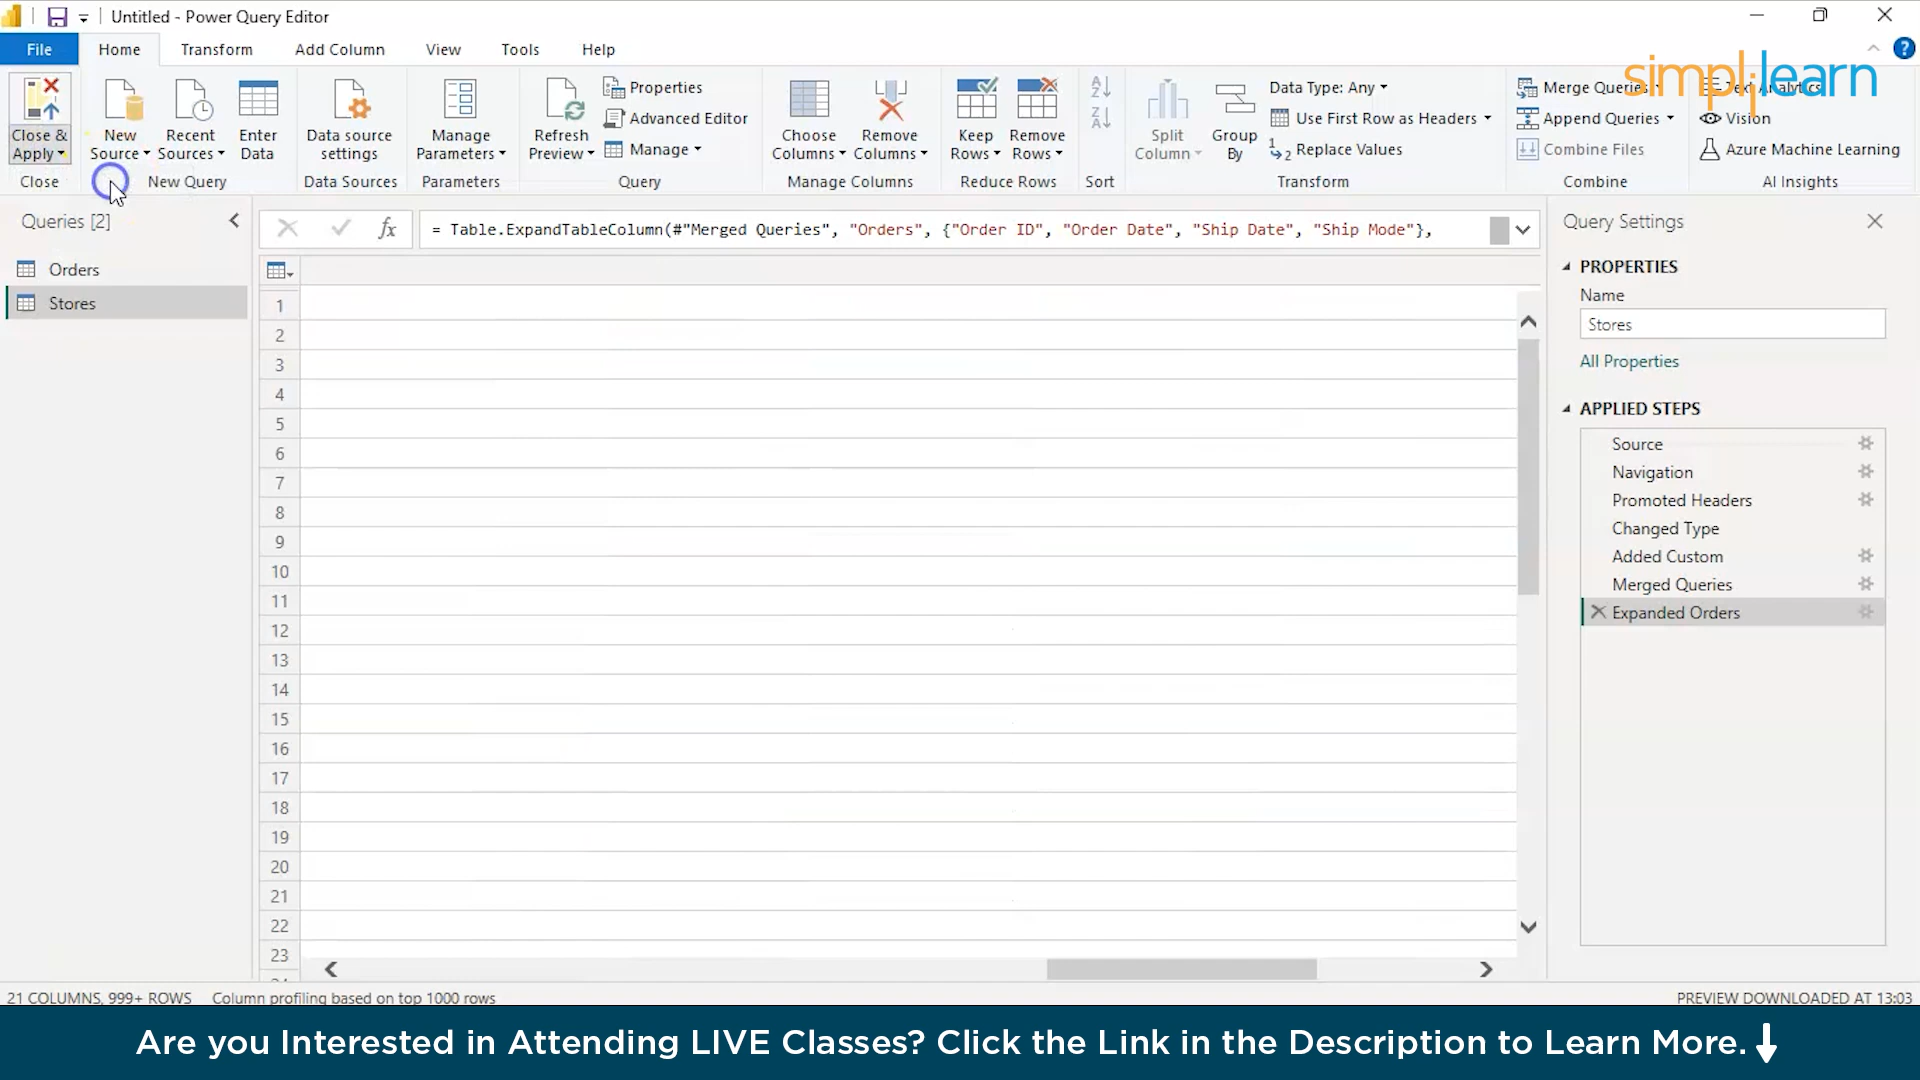 Untitled - Power Query Editor
File Home Transform Add Column View Tools Help
Close & Apply
New Source
Recent Sources
Enter Data
Data source settings
Manage Parameters
Refresh Preview
Properties
Advanced Editor
Manage
Choose Columns
Remove Columns
Keep Rows
Remove Rows
Split Column
Group By
Data Type: Any
Use First Row as Headers
Replace Values
Merge Queries
Append Queries
Combine Files
Text Analytics
Vision
Azure Machine Learning
simplilearn
Close New Query Data Sources Parameters Query Manage Columns Reduce Rows Sort Transform Combine AI Insights
Queries [2]
Orders
Stores
fx = Table.ExpandTableColumn(#"Merged Queries", "Orders", {"Order ID", "Order Date", "Ship Date", "Ship Mode"},
1
2
3
4
5
6
7
8
9
10
11
12
13
14
15
16
17
18
19
20
21
22
23
Query Settings
PROPERTIES
Name
Stores
All Properties
APPLIED STEPS
Source
Navigation
Promoted Headers
Changed Type
Added Custom
Merged Queries
Expanded Orders
21 COLUMNS, 999+ ROWS Column profiling based on top 1000 rows PREVIEW DOWNLOADED AT 13:03
Are you Interested in Attending LIVE Classes? Click the Link in the Description to Learn More.